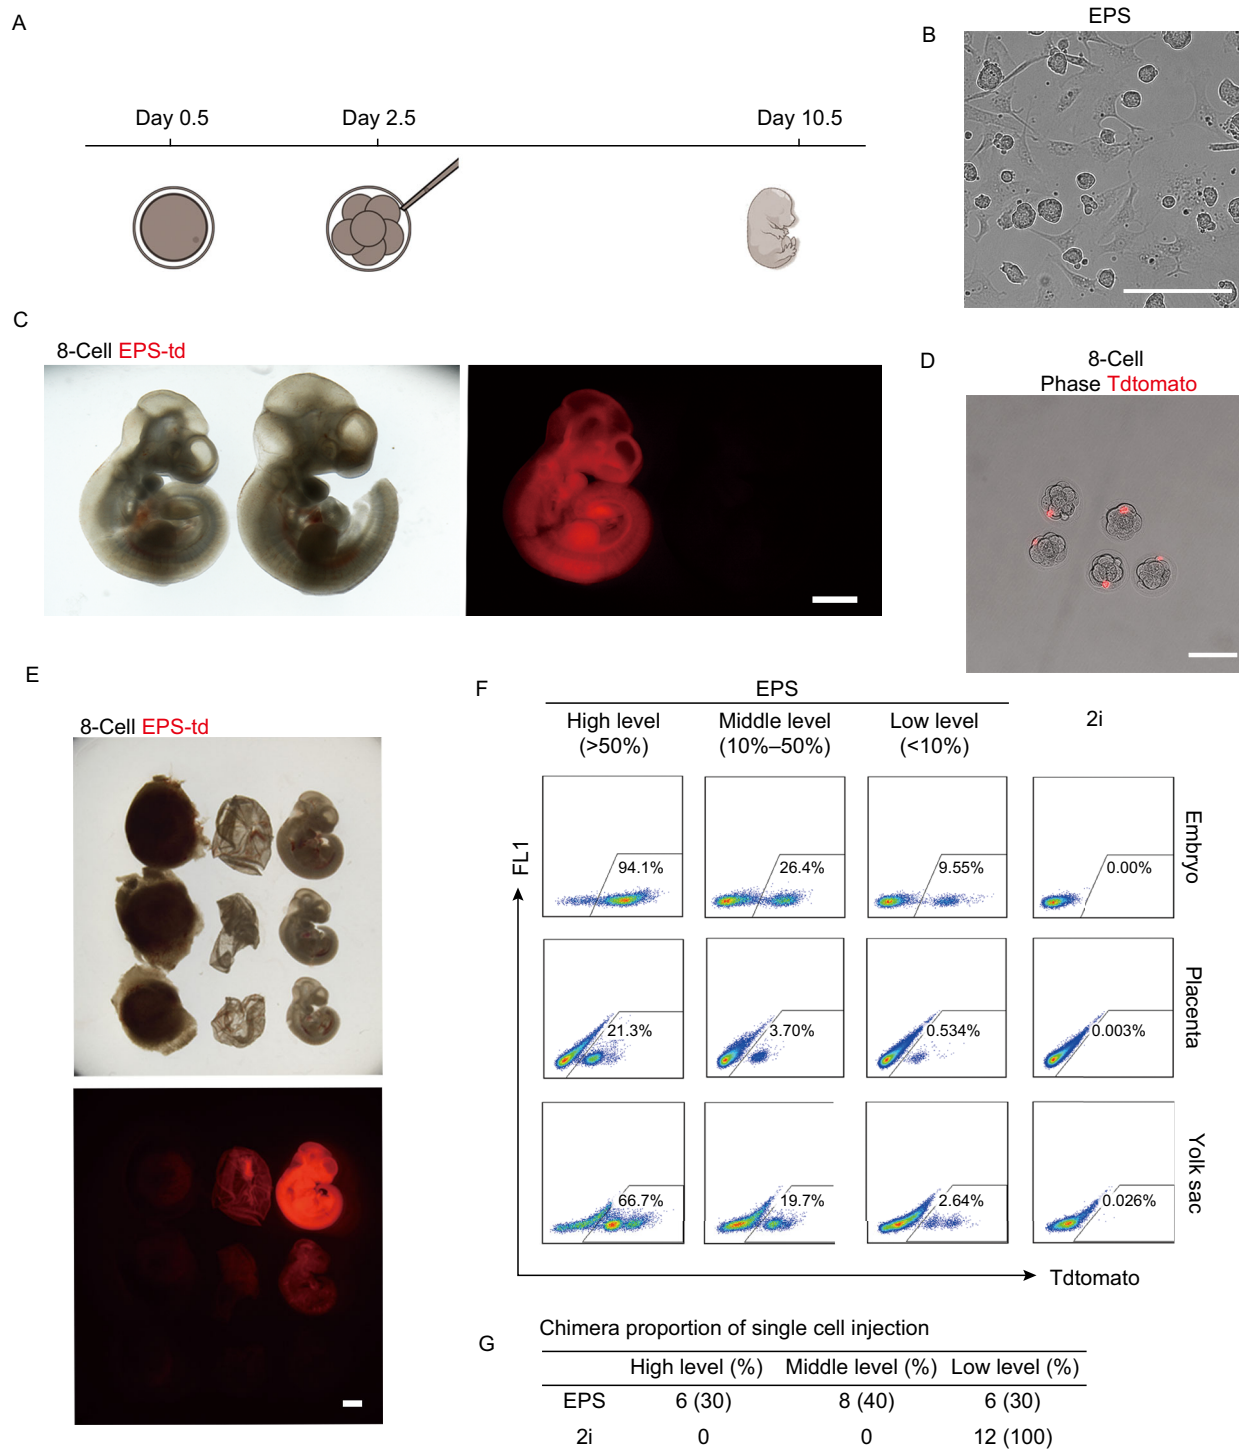 A
Day 0.5
Day 2.5
Day 10.5
B
EPS
C
8-Cell EPS-td
D
8-Cell
Phase Tdtomato
E
8-Cell EPS-td
F
EPS
High level
(>50%)
Middle level
(10%–50%)
Low level
(<10%)
2i
FL1
94.1%
26.4%
9.55%
0.00%
Embryo
21.3%
3.70%
0.534%
0.003%
Placenta
66.7%
19.7%
2.64%
0.026%
Yolk sac
Tdtomato
G
Chimera proportion of single cell injection
High level (%) Middle level (%) Low level (%)
EPS 6 (30) 8 (40) 6 (30)
2i 0 0 12 (100)